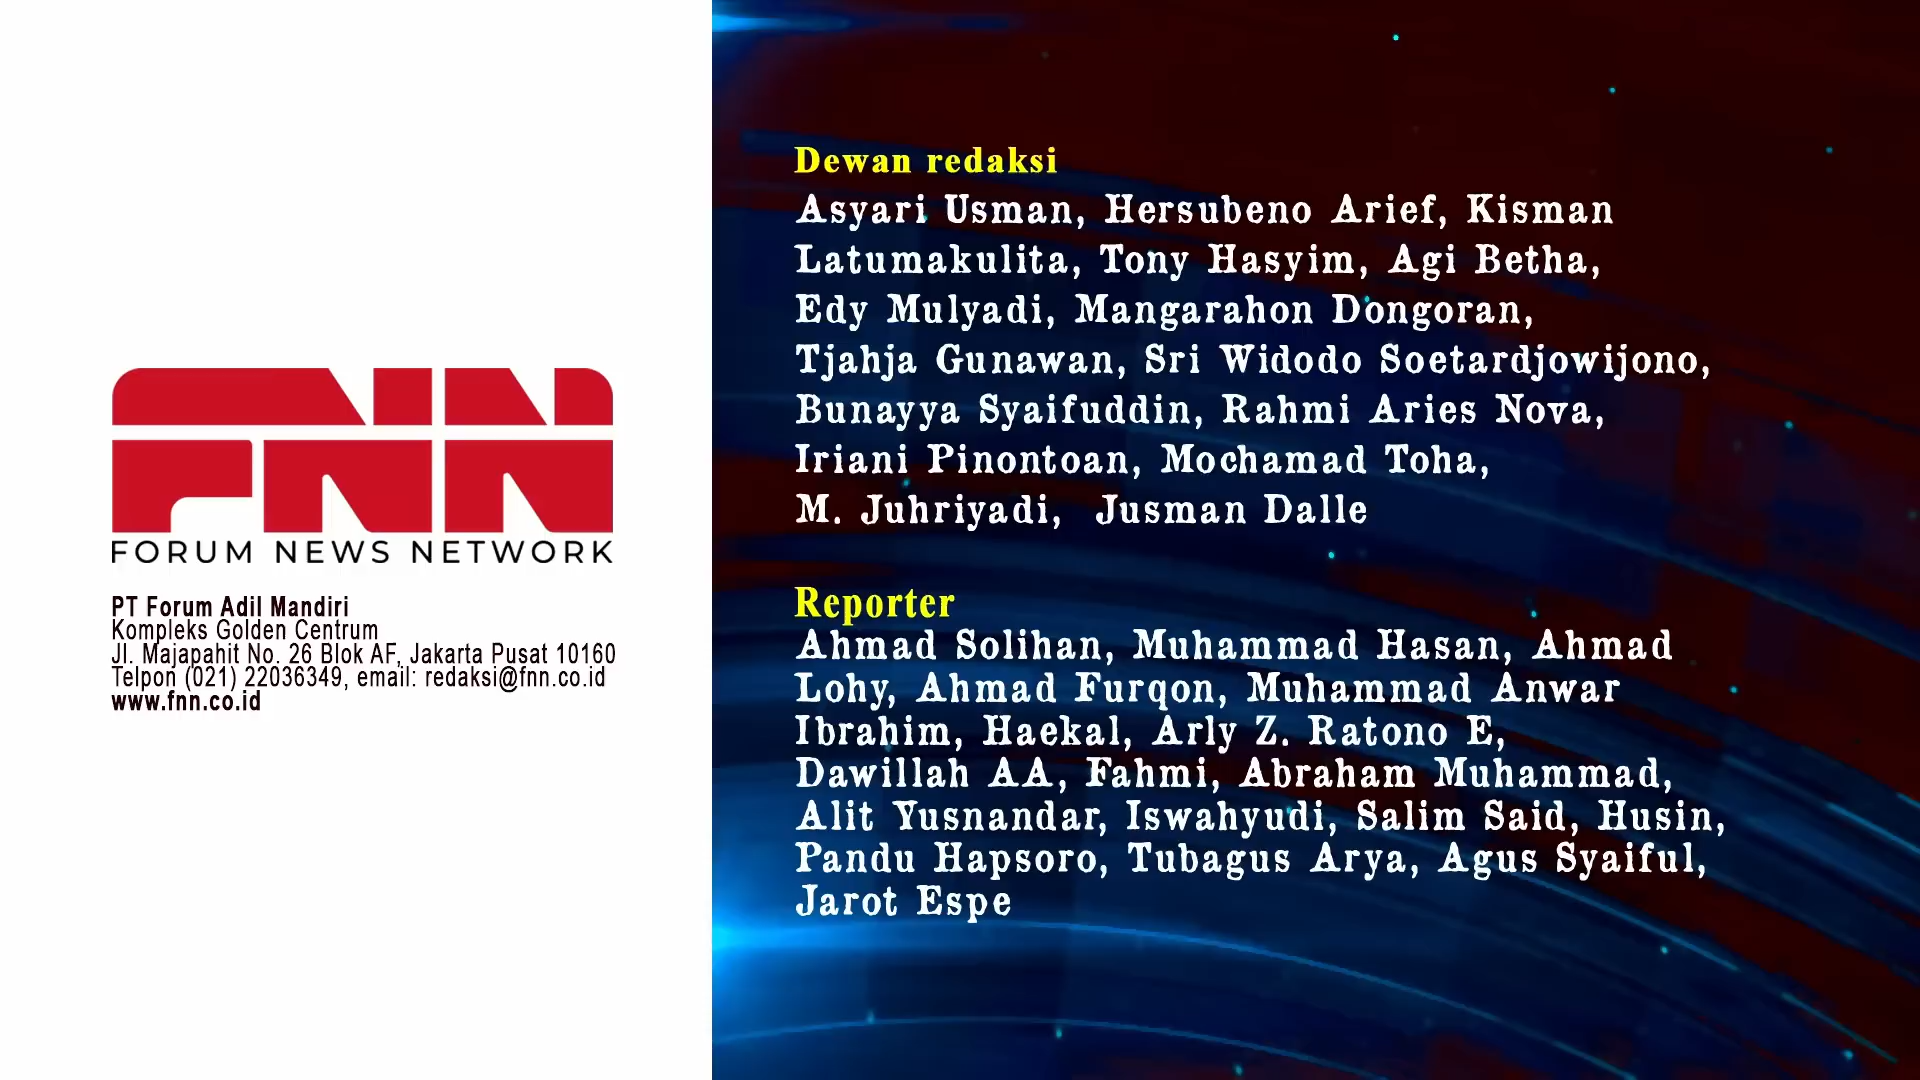 FNN
FORUM NEWS NETWORK
PT Forum Adil Mandiri
Kompleks Golden Centrum
Jl. Majapahit No. 26 Blok AF, Jakarta Pusat 10160
Telpon (021) 22036349, email: redaksi@fnn.co.id
www.fnn.co.id
Dewan redaksi
Asyari Usman, Hersubeno Arief, Kisman
Latumakulita, Tony Hasyim, Agi Betha,
Edy Mulyadi, Mangarahon Dongoran,
Tjahja Gunawan, Sri Widodo Soetardjowijono,
Bunayya Syaifuddin, Rahmi Aries Nova,
Iriani Pinontoan, Mochamad Toha,
M. Juhriyadi, Jusman Dalle
Reporter
Ahmad Solihan, Muhammad Hasan, Ahmad
Lohy, Ahmad Furqon, Muhammad Anwar
Ibrahim, Haekal, Arly Z. Ratono E,
Dawillah AA, Fahmi, Abraham Muhammad,
Alit Yusnandar, Iswahyudi, Salim Said, Husin,
Pandu Hapsoro, Tubagus Arya, Agus Syaiful,
Jarot Espe